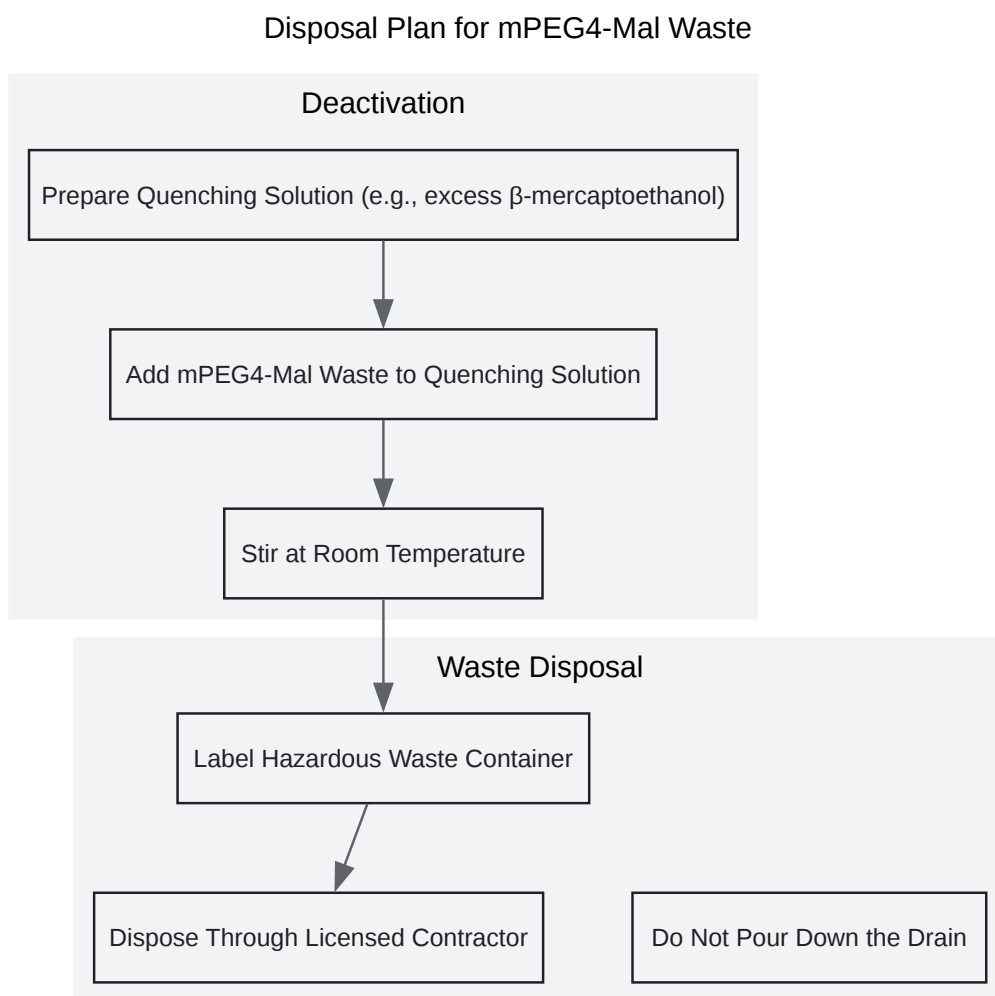 Disposal Plan for mPEG4-Mal Waste
Deactivation
Prepare Quenching Solution (e.g., excess β-mercaptoethanol)
Add mPEG4-Mal Waste to Quenching Solution
Stir at Room Temperature
Waste Disposal
Label Hazardous Waste Container
Dispose Through Licensed Contractor
Do Not Pour Down the Drain